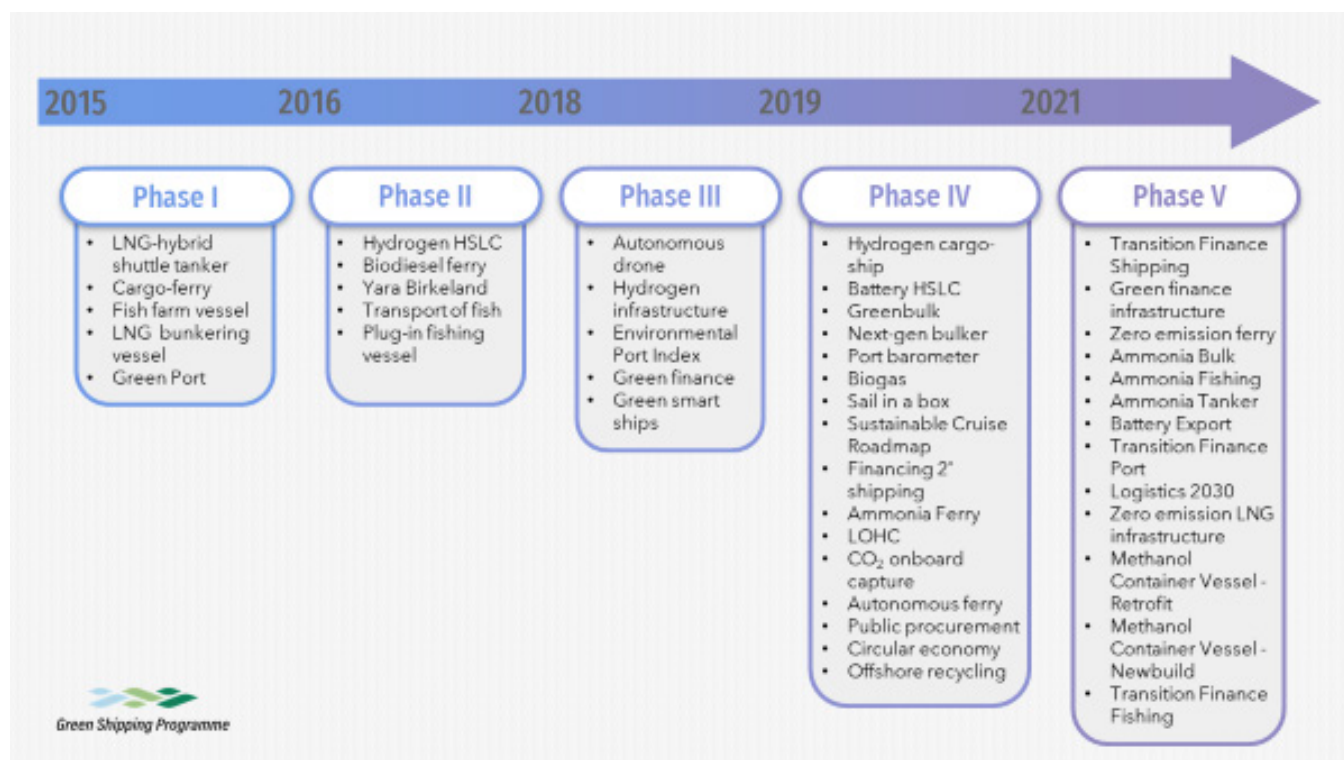 2015 2016 2018 2019 2021
Phase I
• LNG-hybrid
shuttle tanker
• Cargo-ferry
• Fish farm vessel
• LNG bunkering
vessel
• Green Port
Phase II
• Hydrogen HSLC
• Biodiesel ferry
• Yara Birkeland
• Transport of fish
• Plug-in fishing
vessel
Phase III
• Autonomous
drone
• Hydrogen
infrastructure
• Environmental
Port Index
• Green finance
• Green smart
ships
Phase IV
• Hydrogen cargo-
ship
• Battery HSLC
• Greenbulk
• Next-gen bulker
• Port barometer
• Biogas
• Sail in a box
• Sustainable Cruise
Roadmap
• Financing 2°
shipping
• Ammonia Ferry
• LOHC
• CO₂ onboard
capture
• Autonomous ferry
• Public procurement
• Circular economy
• Offshore recycling
Phase V
• Transition Finance
Shipping
• Green finance
infrastructure
• Zero emission ferry
• Ammonia Bulk
• Ammonia Fishing
• Ammonia Tanker
• Battery Export
• Transition Finance
Port
• Logistics 2030
• Zero emission LNG
infrastructure
• Methanol
Container Vessel -
Retrofit
• Methanol
Container Vessel -
Newbuild
• Transition Finance
Fishing
Green Shipping Programme